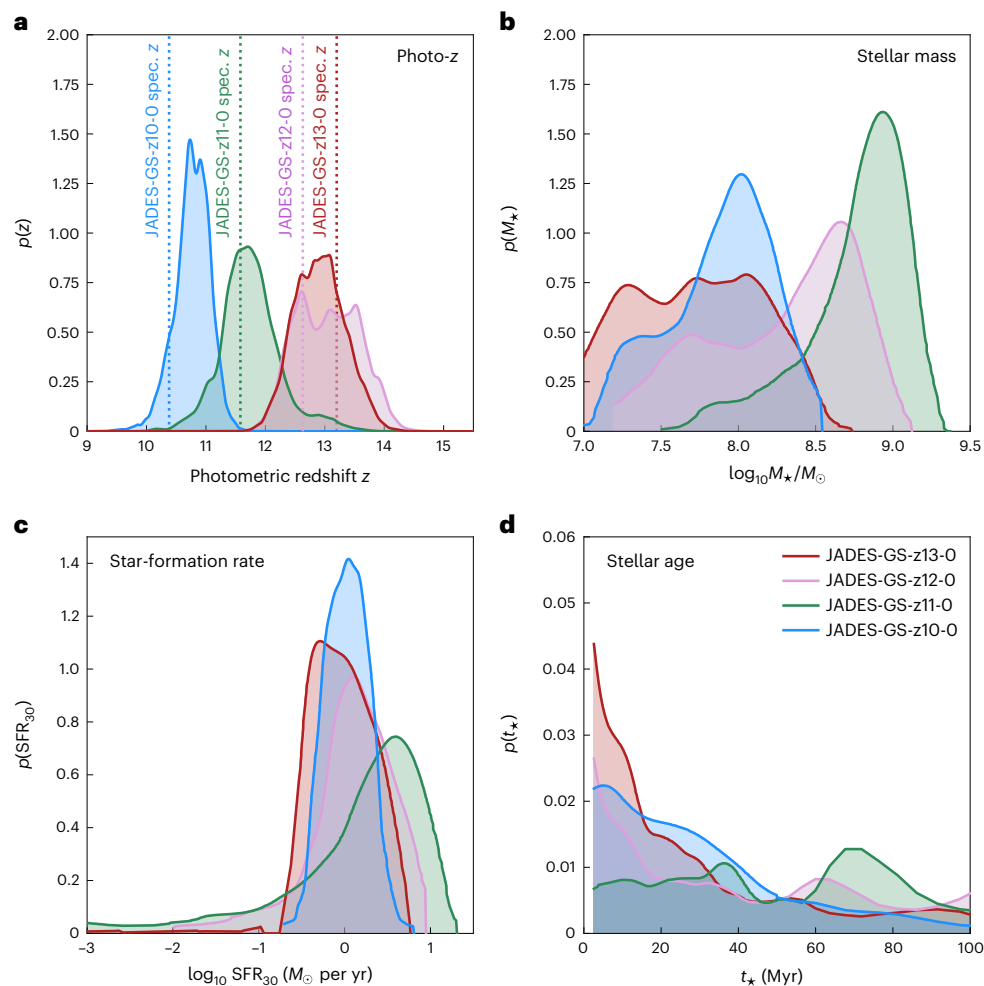 a
2.00
1.75
1.50
1.25
1.00
0.75
0.50
0.25
0
p(z)
Photo-z
JADES-GS-z10-0 spec. z
JADES-GS-z11-0 spec. z
JADES-GS-z12-0 spec. z
JADES-GS-z13-0 spec. z
9 10 11 12 13 14 15
Photometric redshift z
b
2.00
1.75
1.50
1.25
1.00
0.75
0.50
0.25
0
p(M★)
Stellar mass
7.0 7.5 8.0 8.5 9.0 9.5
log₁₀M★/M☉
c
1.4
1.2
1.0
0.8
0.6
0.4
0.2
0
p(SFR₃₀)
Star-formation rate
–3 –2 –1 0 1
log₁₀ SFR₃₀ (M☉ per yr)
d
0.06
0.05
0.04
0.03
0.02
0.01
0
p(t★)
Stellar age
JADES-GS-z13-0
JADES-GS-z12-0
JADES-GS-z11-0
JADES-GS-z10-0
0 20 40 60 80 100
t★ (Myr)